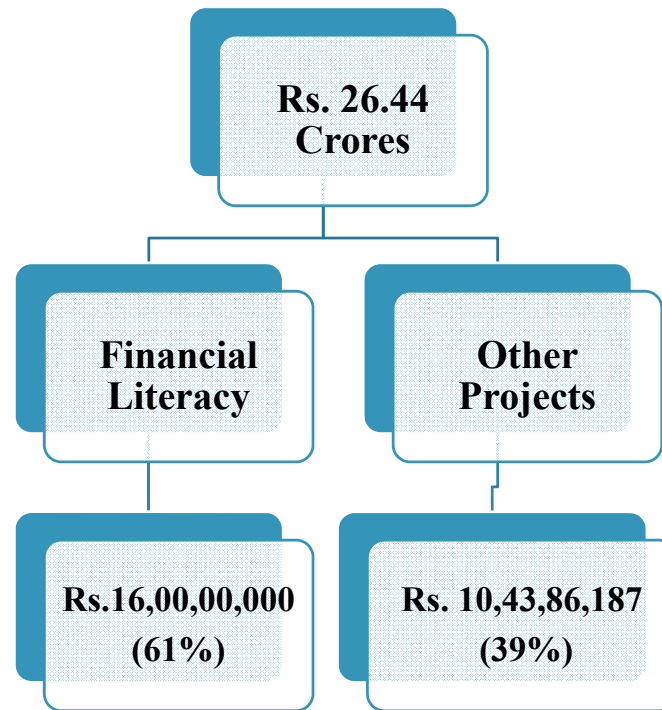 Rs. 26.44
Crores
Financial
Literacy
Other
Projects
Rs.16,00,00,000
(61%)
Rs. 10,43,86,187
(39%)